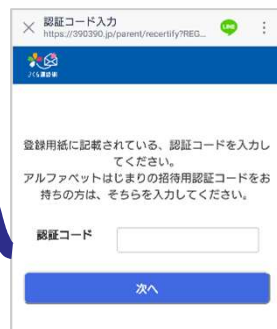 認証コード入力
https://390390.jp/parent/recertify?REG...
LINE
さくら連絡網
登録用紙に記載されている、認証コードを入力し
てください。
アルファベットはじまりの招待用認証コードをお
持ちの方は、そちらを入力してください。
認証コード
次へ